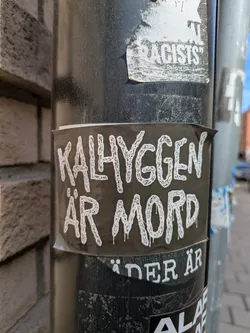 RACISTS"
KALHYGGEN
ÄR MORD
ÄDER ÄR